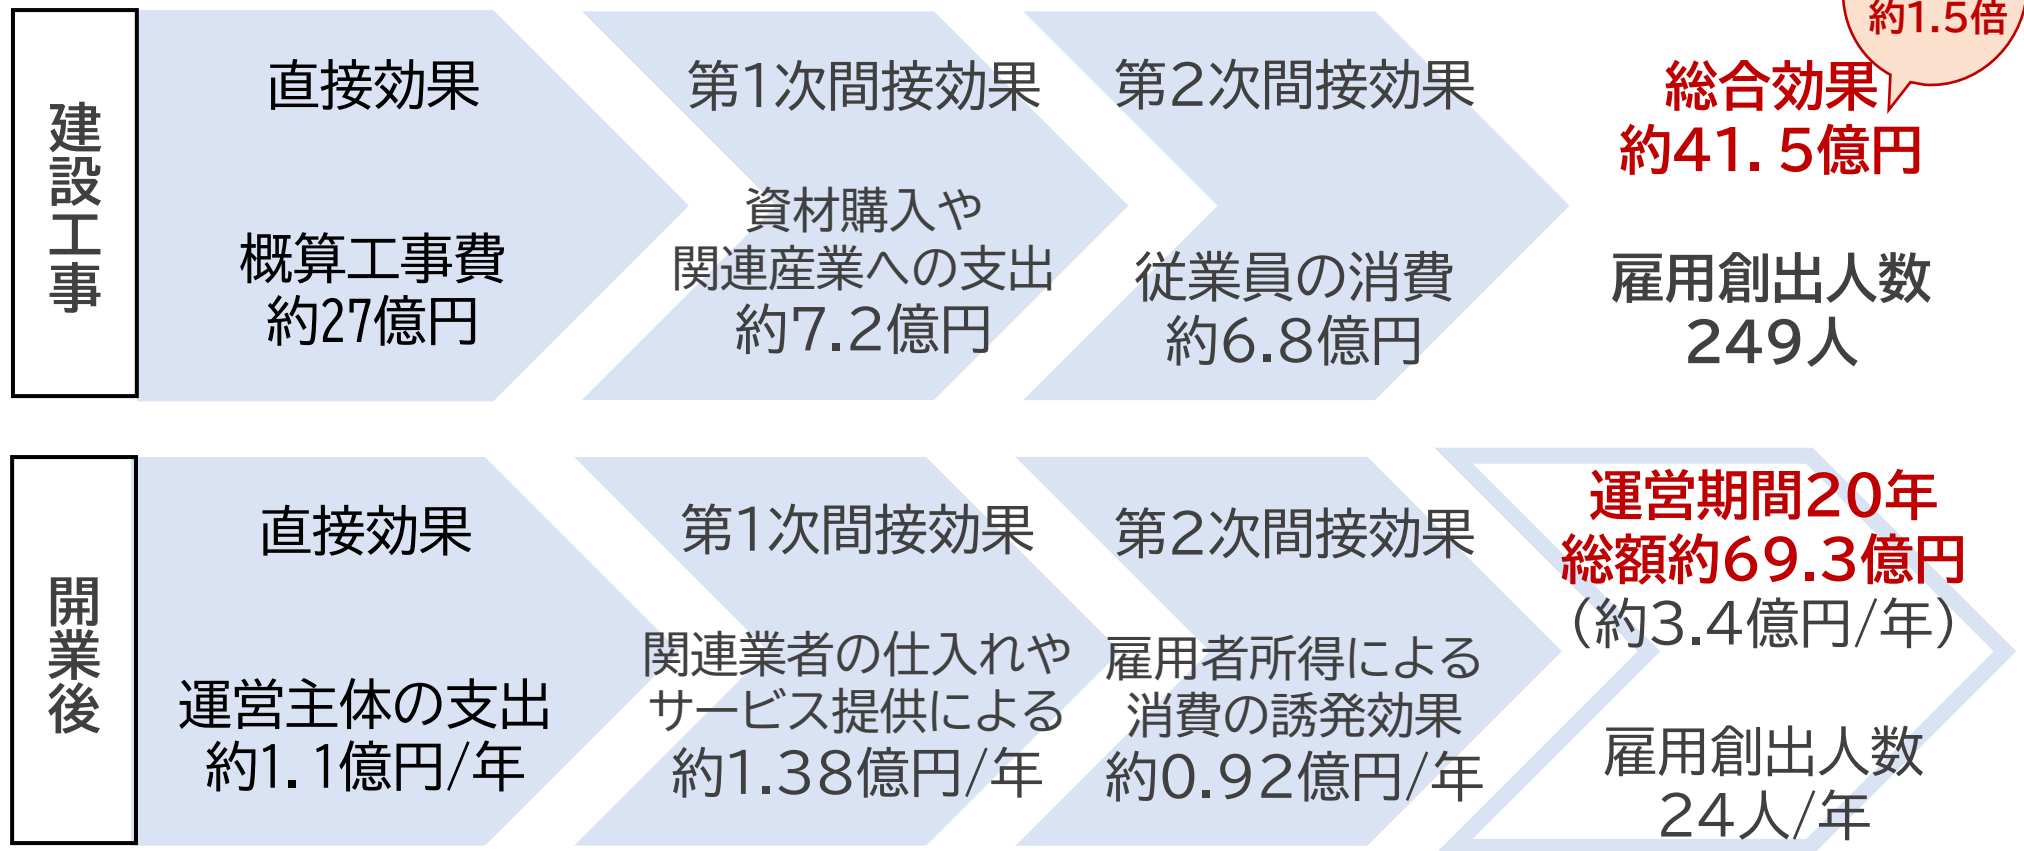 建設工事
直接効果
概算工事費
約27億円
第1次間接効果
資材購入や
関連産業への支出
約7.2億円
第2次間接効果
従業員の消費
約6.8億円
約1.5倍
総合効果
約41.5億円
雇用創出人数
249人
開業後
直接効果
運営主体の支出
約1.1億円/年
第1次間接効果
関連業者の仕入れや
サービス提供による
約1.38億円/年
第2次間接効果
雇用者所得による
消費の誘発効果
約0.92億円/年
運営期間20年
総額約69.3億円
（約3.4億円/年）
雇用創出人数
24人/年